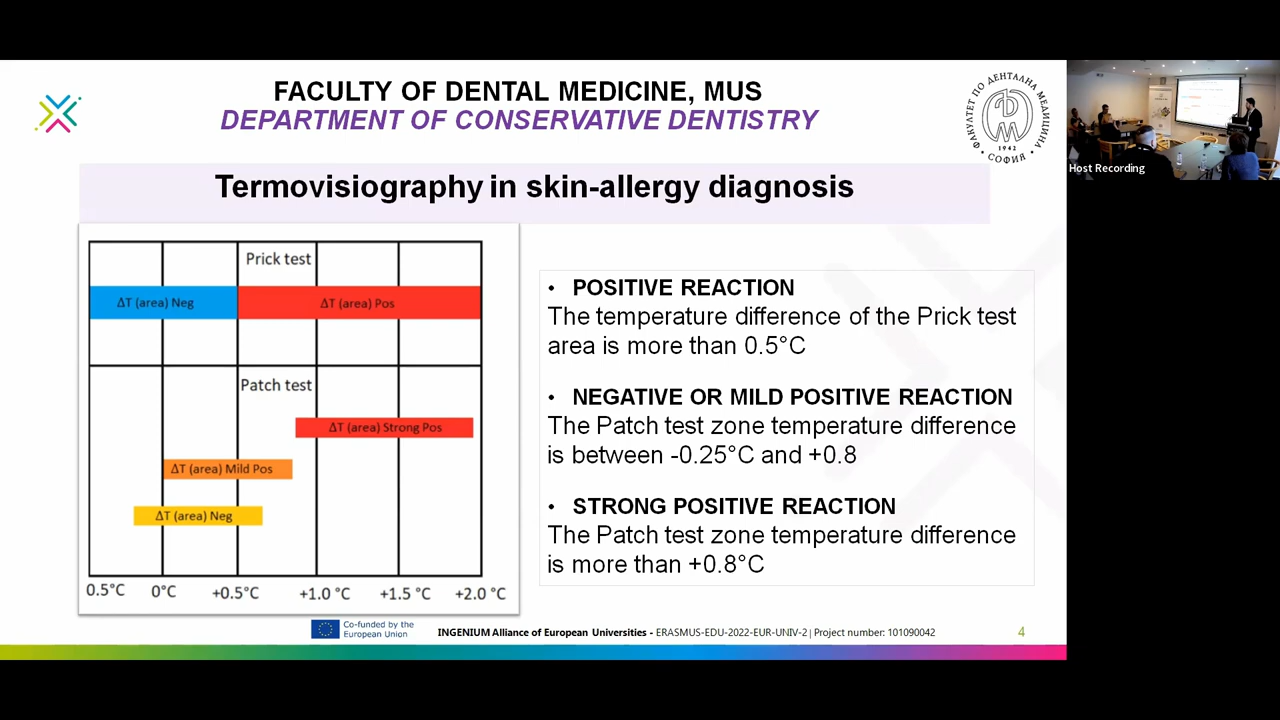 FACULTY OF DENTAL MEDICINE, MUS
DEPARTMENT OF CONSERVATIVE DENTISTRY
ФАКУЛТЕТ ПО ДЕНТАЛНА МЕДИЦИНА
1942
• СОФИЯ •
Host Recording
Termovisiography in skin-allergy diagnosis
Prick test
ΔT (area) Neg
ΔT (area) Pos
Patch test
ΔT (area) Strong Pos
ΔT (area) Mild Pos
ΔT (area) Neg
0.5°C 0°C +0.5°C +1.0 °C +1.5 °C +2.0 °C
• POSITIVE REACTION
The temperature difference of the Prick test
area is more than 0.5°C
• NEGATIVE OR MILD POSITIVE REACTION
The Patch test zone temperature difference
is between -0.25°C and +0.8
• STRONG POSITIVE REACTION
The Patch test zone temperature difference
is more than +0.8°C
Co-funded by the
European Union
INGENIUM Alliance of European Universities - ERASMUS-EDU-2022-EUR-UNIV-2 | Project number: 101090042
4